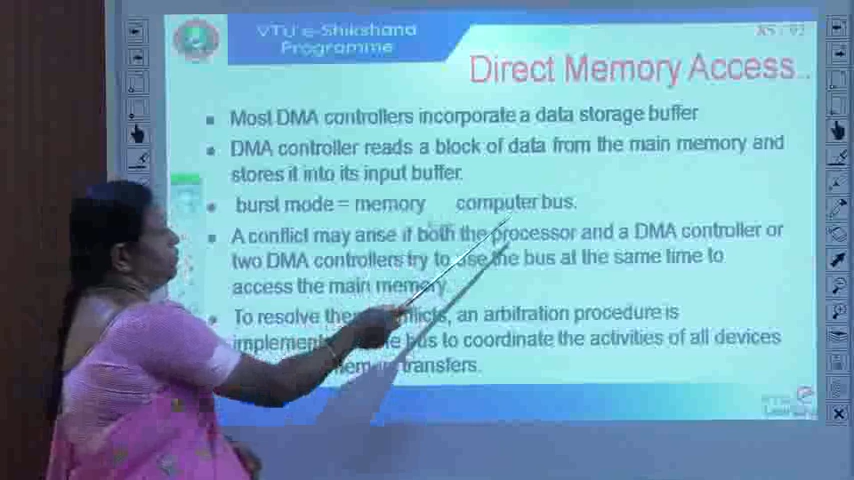 VTU e-Shikshana
Programme
Direct Memory Access..
Most DMA controllers incorporate a data storage buffer
DMA controller reads a block of data from the main memory and
stores it into its input buffer.
burst mode = memory computer bus.
A conflict may arise if both the processor and a DMA controller or
two DMA controllers try to use the bus at the same time to
access the main memory.
To resolve these conflicts, an arbitration procedure is
bus to coordinate the activities of all devices
transfers.